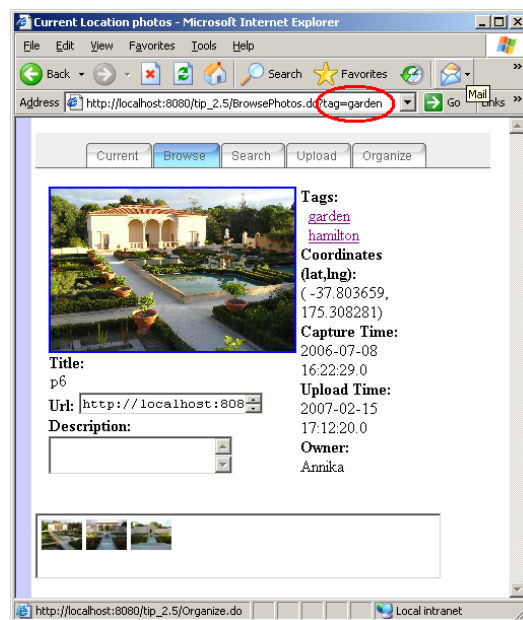 Current Location photos - Microsoft Internet Explorer
File Edit View Favorites Tools Help
Back Search Favorites
Mail
Address http://localhost:8080/tip_2.5/BrowsePhotos.do?tag=garden Go Links
Current Browse Search Upload Organize
Tags:
garden
hamilton
Coordinates
(lat,lng):
( -37.803659,
175.308281)
Capture Time:
2006-07-08
16:22:29.0
Upload Time:
2007-02-15
17:12:20.0
Owner:
Annika
Title:
p6
Url: http://localhost:808
Description:
http://localhost:8080/tip_2.5/Organize.do Local intranet